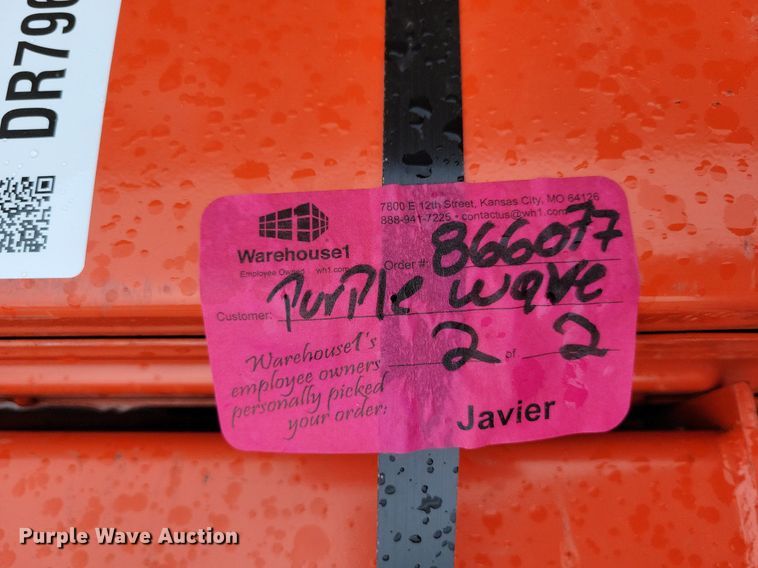 DR796
7800 E 12th Street, Kansas City, MO 64126
888-941-7225 • contactus@wh1.com
Warehouse1
Employee Owned wh1.com
Order #: 866077
Customer: Purple wave
2 of 2
Warehouse1's
employee owners
personally picked
your order:
Javier
Purple Wave Auction